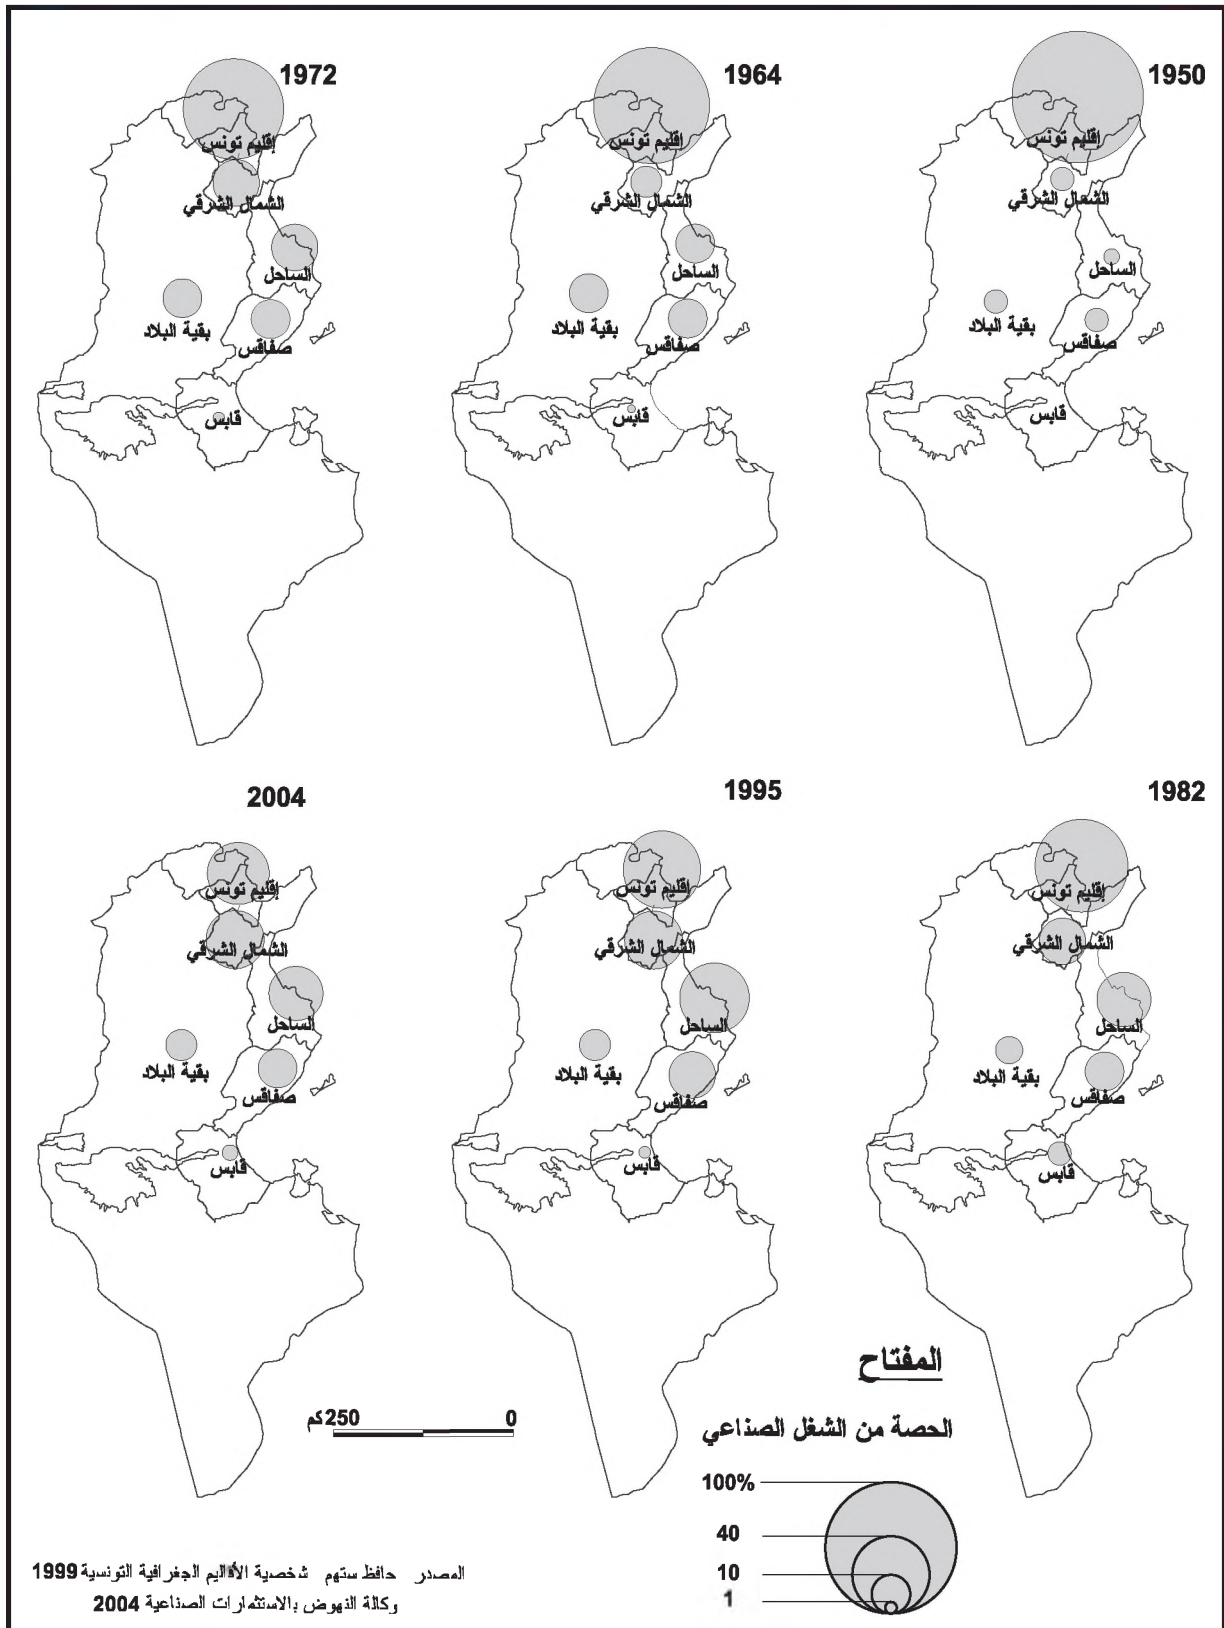 1950
إقليم تونس
الشمال الشرقي
الساحل
بقية البلاد
صفاقس
قابس
1964
إقليم تونس
الشمال الشرقي
الساحل
بقية البلاد
صفاقس
قابس
1972
إقليم تونس
الشمال الشرقي
الساحل
بقية البلاد
صفاقس
قابس
1982
إقليم تونس
الشمال الشرقي
الساحل
بقية البلاد
صفاقس
قابس
1995
إقليم تونس
الشمال الشرقي
الساحل
بقية البلاد
صفاقس
قابس
2004
إقليم تونس
الشمال الشرقي
الساحل
بقية البلاد
صفاقس
قابس
المفتاح
الحصة من الشغل الصناعي
100%
40
10
1
0 250 كم
المصدر حافظ ستهم شخصية الأقاليم الجغرافية التونسية 1999
وكالة النهوض بالاستثمارات الصناعية 2004